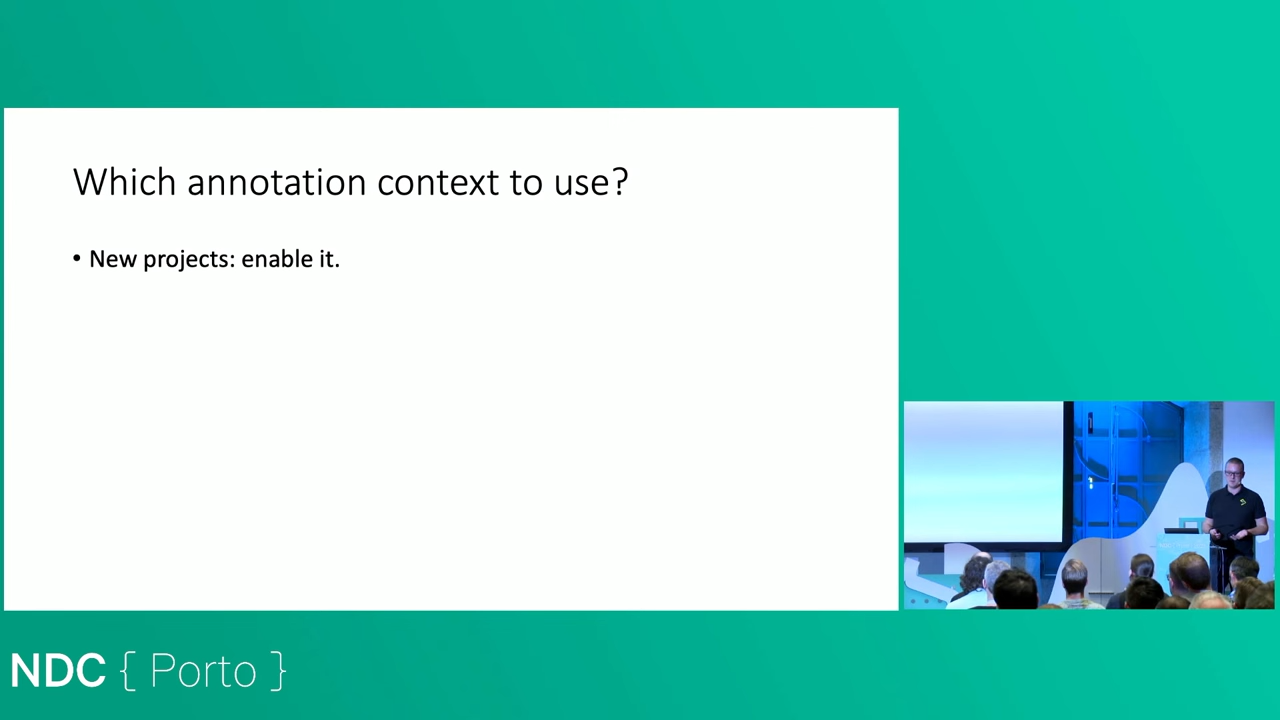 Which annotation context to use?
• New projects: enable it.
NDC { Porto }